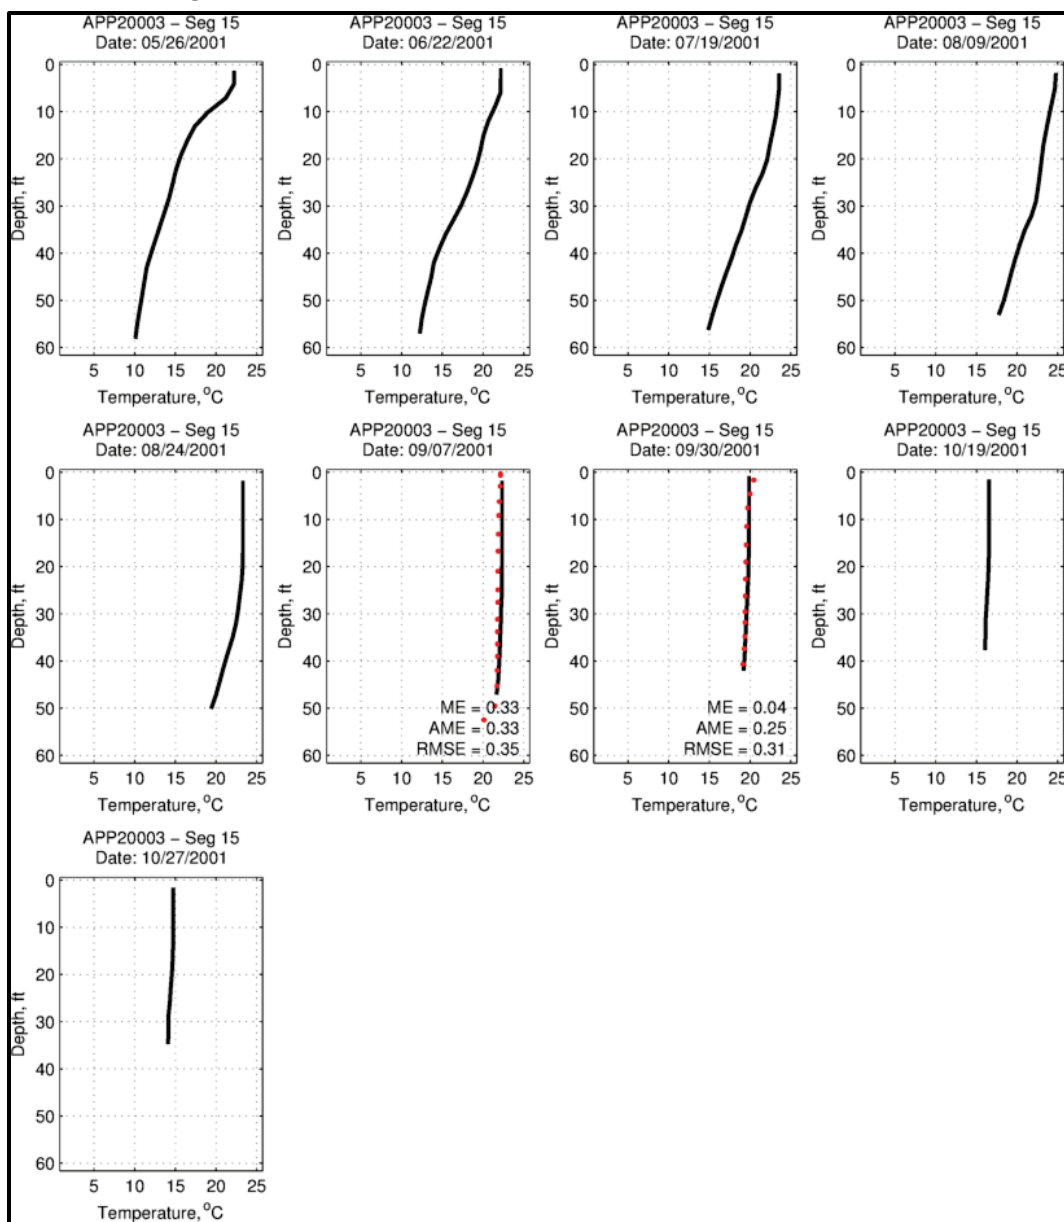 APP20003 – Seg 15
Date: 05/26/2001
0
10
20
30
40
50
60
Depth, ft
5 10 15 20 25
Temperature, °C
APP20003 – Seg 15
Date: 06/22/2001
0
10
20
30
40
50
60
Depth, ft
5 10 15 20 25
Temperature, °C
APP20003 – Seg 15
Date: 07/19/2001
0
10
20
30
40
50
60
Depth, ft
5 10 15 20 25
Temperature, °C
APP20003 – Seg 15
Date: 08/09/2001
0
10
20
30
40
50
60
Depth, ft
5 10 15 20 25
Temperature, °C
APP20003 – Seg 15
Date: 08/24/2001
0
10
20
30
40
50
60
Depth, ft
5 10 15 20 25
Temperature, °C
APP20003 – Seg 15
Date: 09/07/2001
0
10
20
30
40
50
60
Depth, ft
ME = 0.33
AME = 0.33
RMSE = 0.35
5 10 15 20 25
Temperature, °C
APP20003 – Seg 15
Date: 09/30/2001
0
10
20
30
40
50
60
Depth, ft
ME = 0.04
AME = 0.25
RMSE = 0.31
5 10 15 20 25
Temperature, °C
APP20003 – Seg 15
Date: 10/19/2001
0
10
20
30
40
50
60
Depth, ft
5 10 15 20 25
Temperature, °C
APP20003 – Seg 15
Date: 10/27/2001
0
10
20
30
40
50
60
Depth, ft
5 10 15 20 25
Temperature, °C